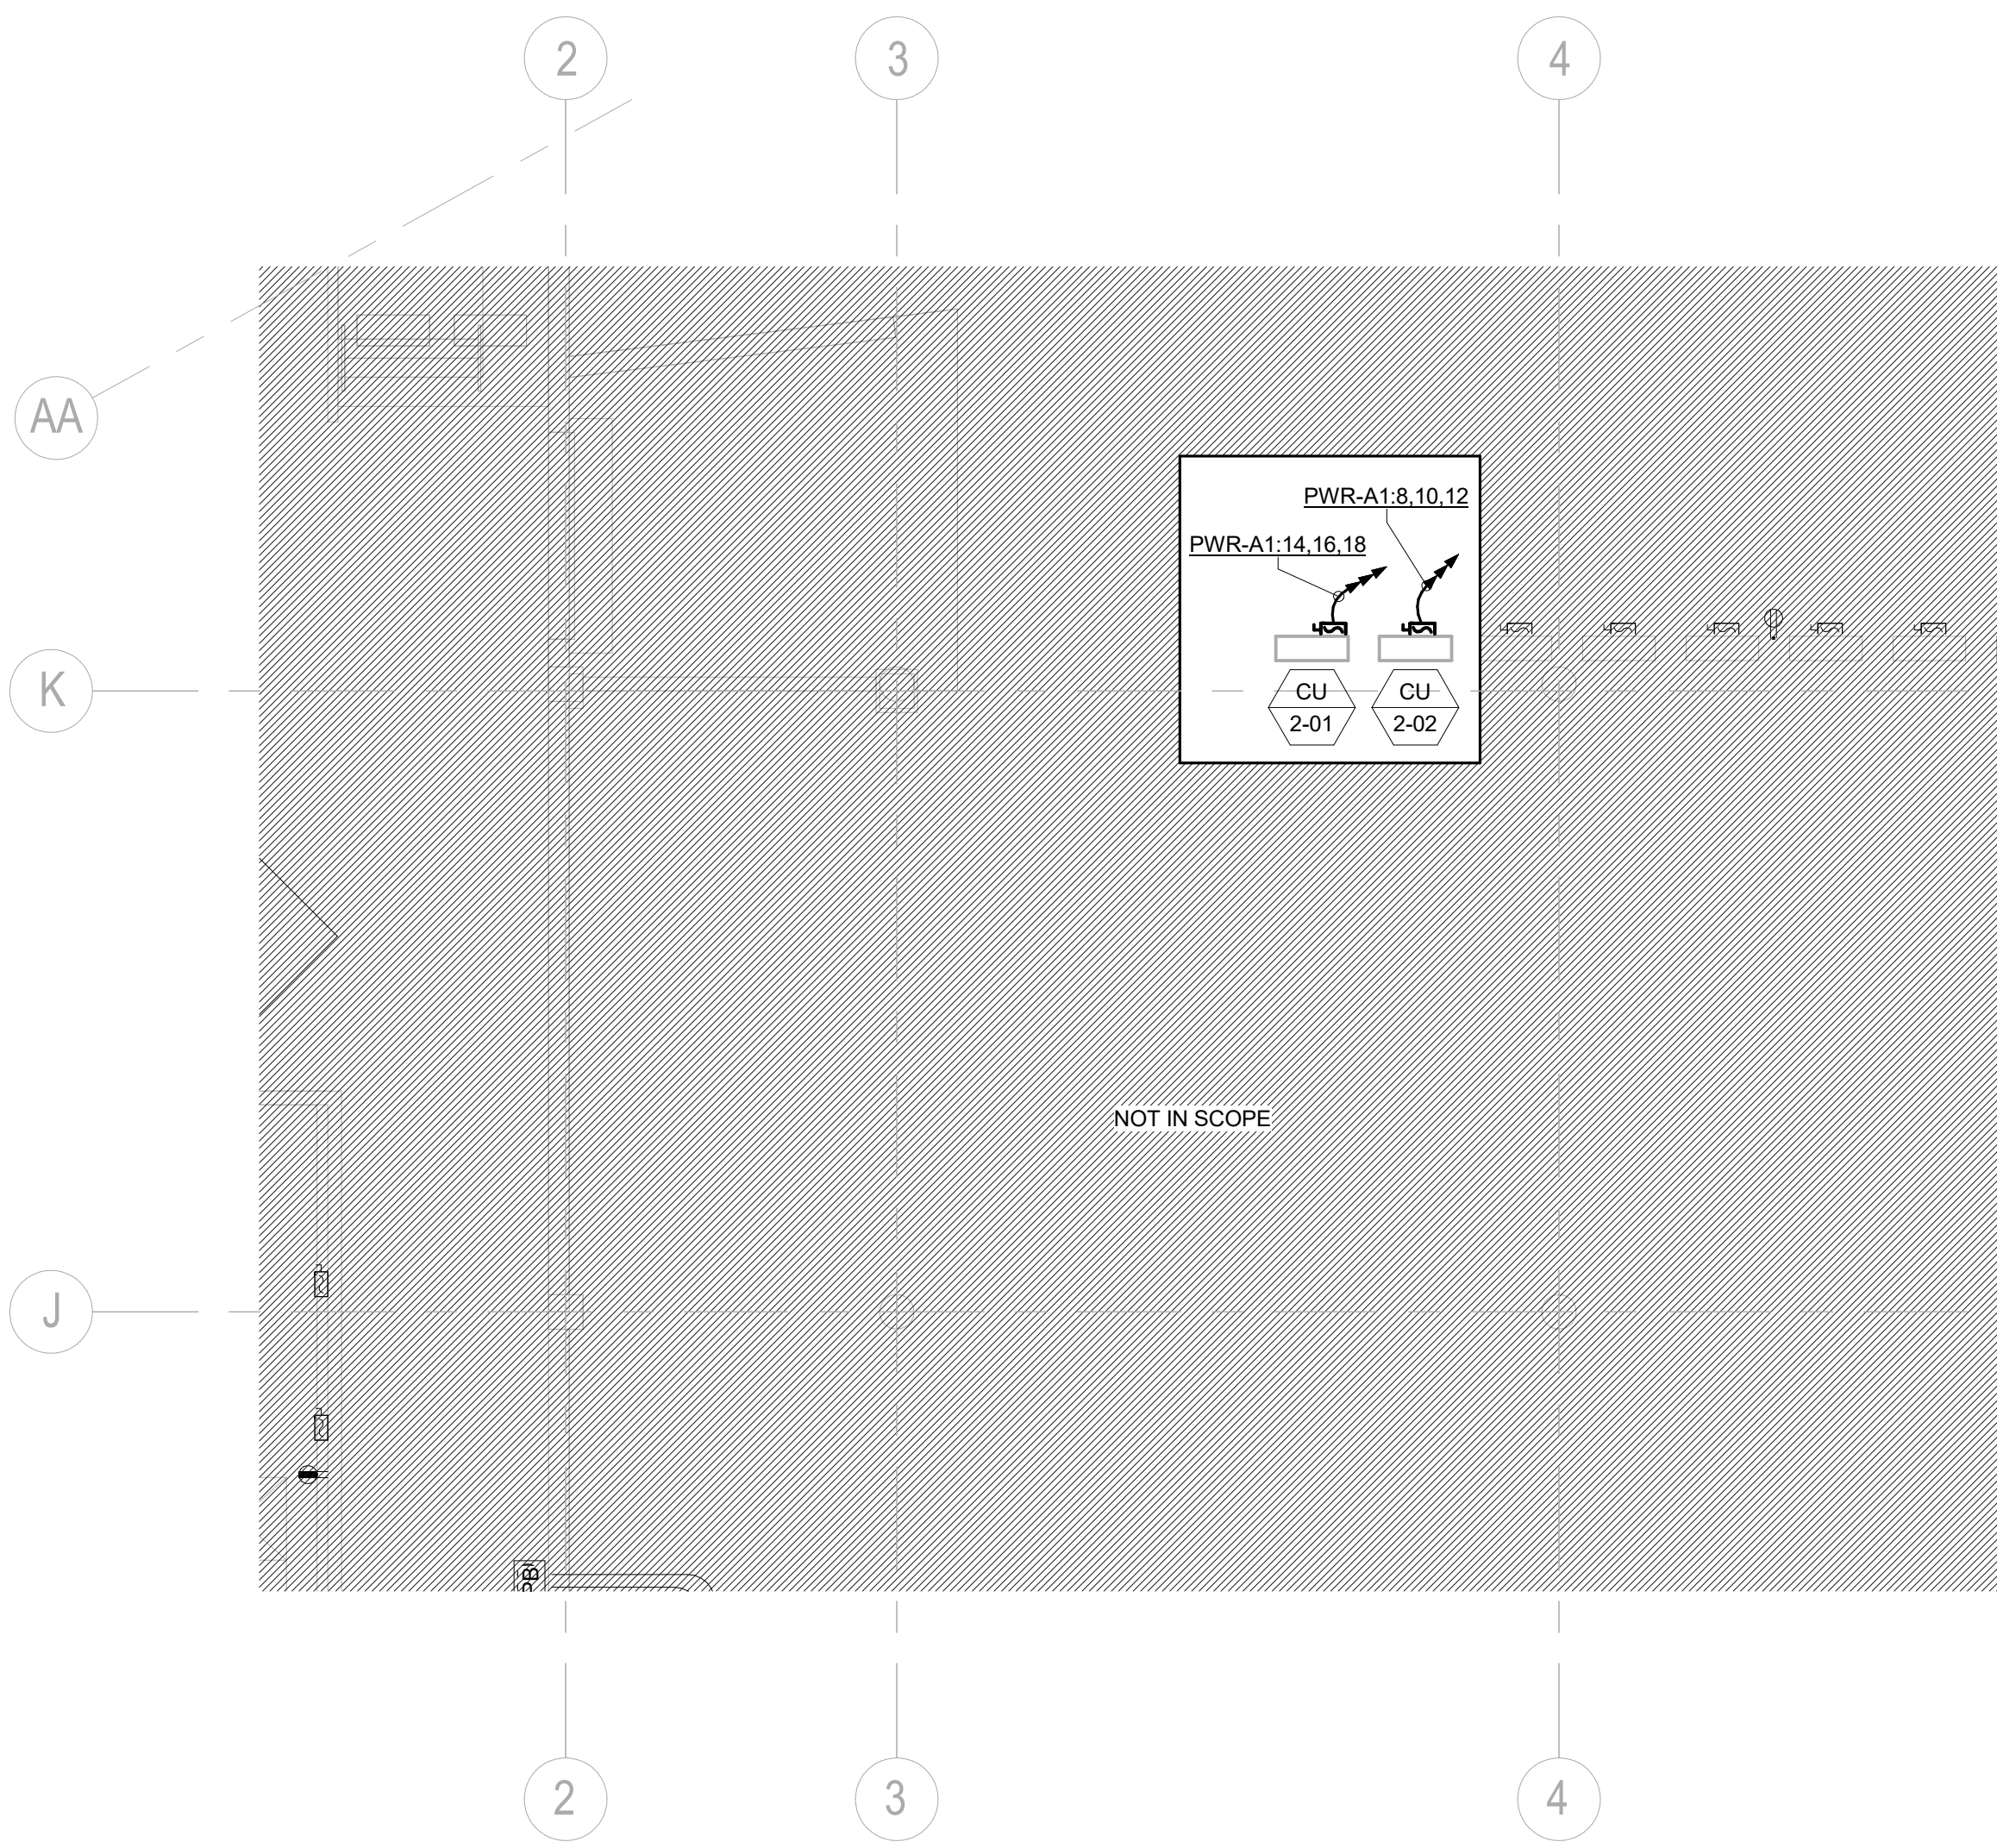 2
3
4
AA
PWR-A1:8,10,12
PWR-A1:14,16,18
K
CU
2-01
CU
2-02
NOT IN SCOPE
J
2
3
4